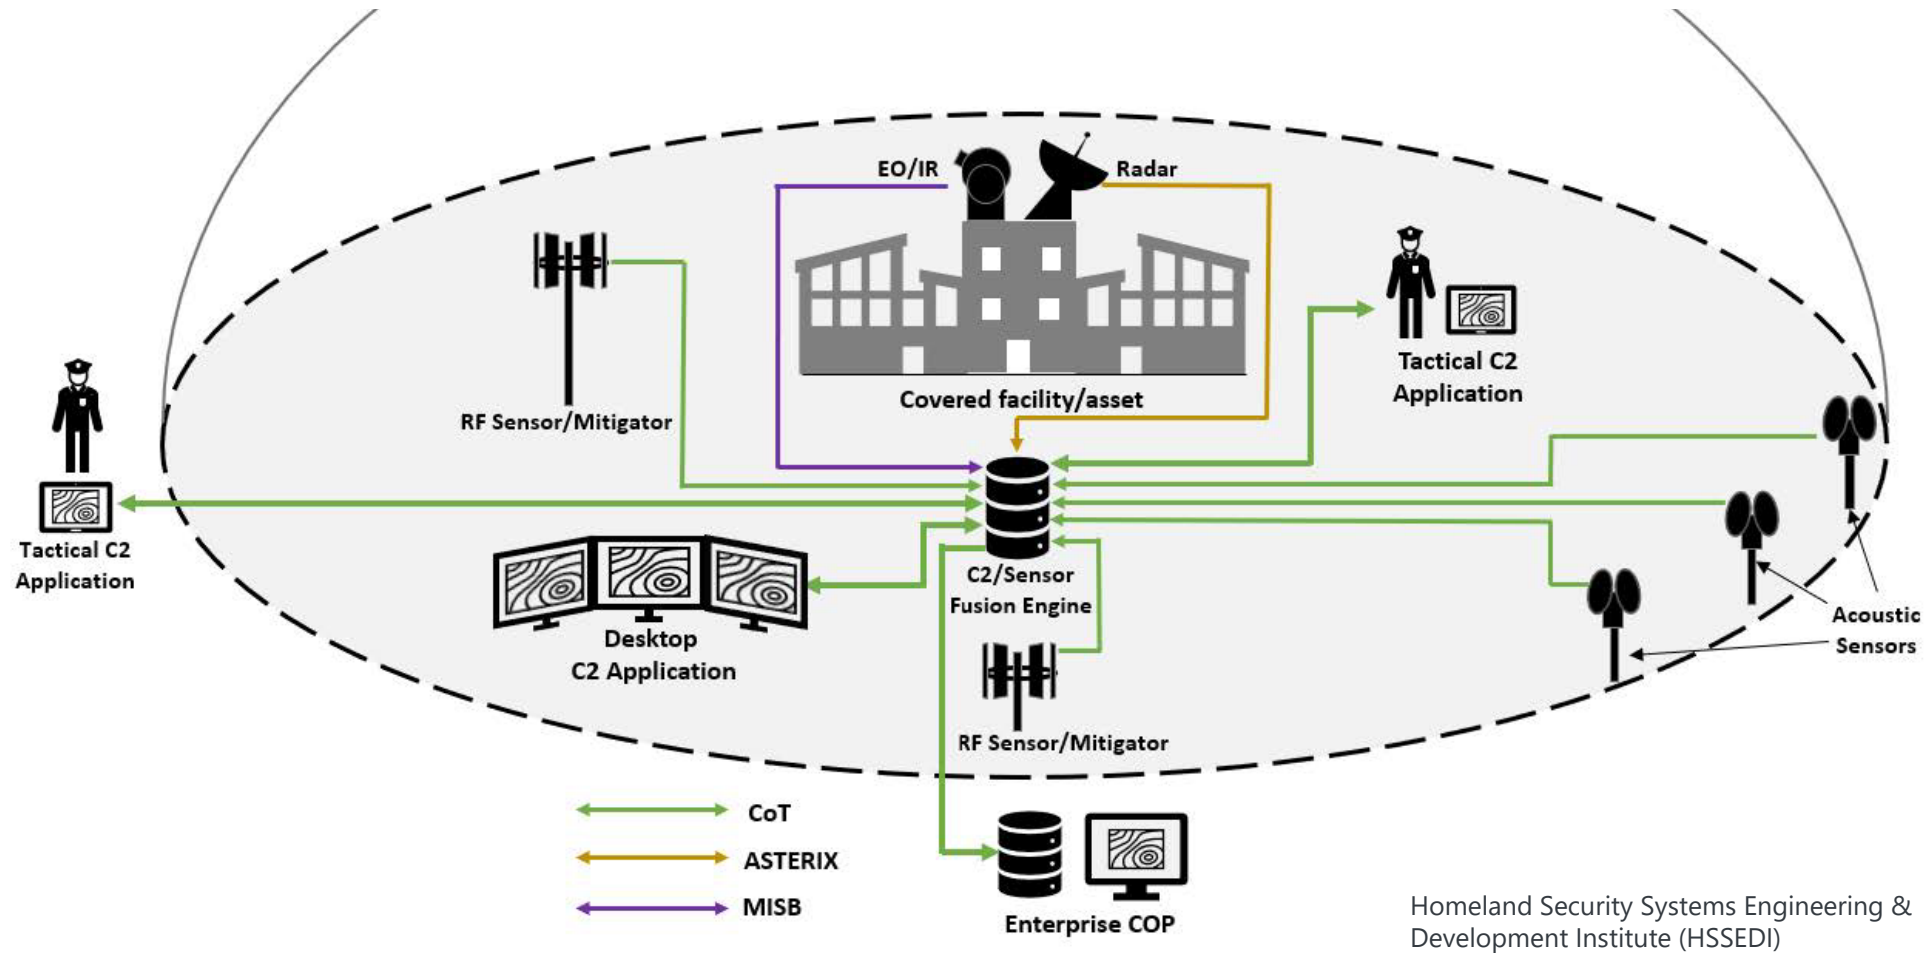 EO/IR
Radar
Covered facility/asset
RF Sensor/Mitigator
Tactical C2
Application
Tactical C2
Application
C2/Sensor
Fusion Engine
Desktop
C2 Application
Acoustic
Sensors
RF Sensor/Mitigator
CoT
ASTERIX
MISB
Enterprise COP
Homeland Security Systems Engineering &
Development Institute (HSSEDI)